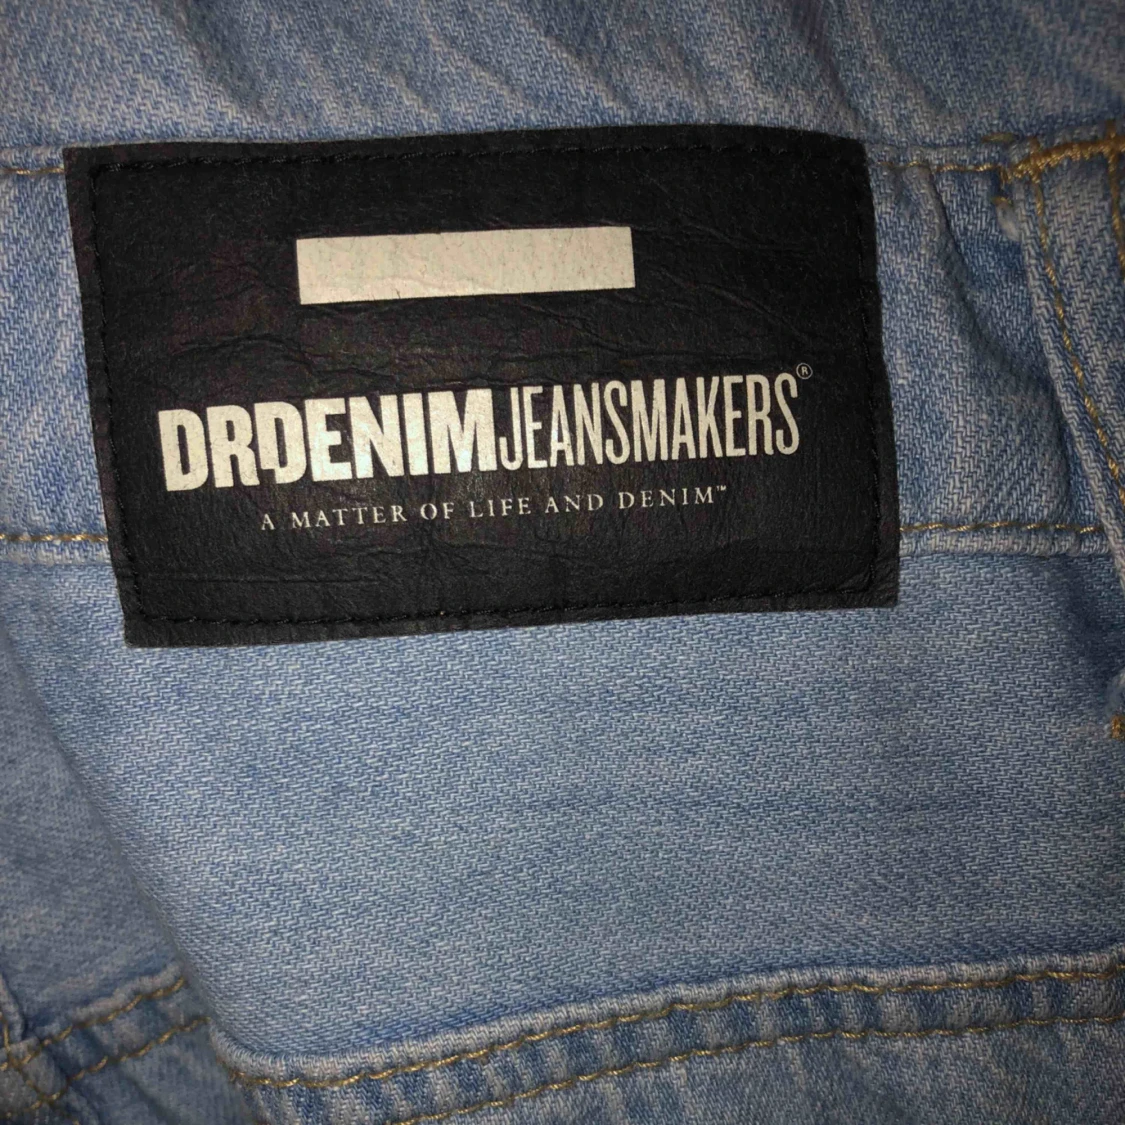 DRDENIMJEANSMAKERS®
A MATTER OF LIFE AND DENIM™